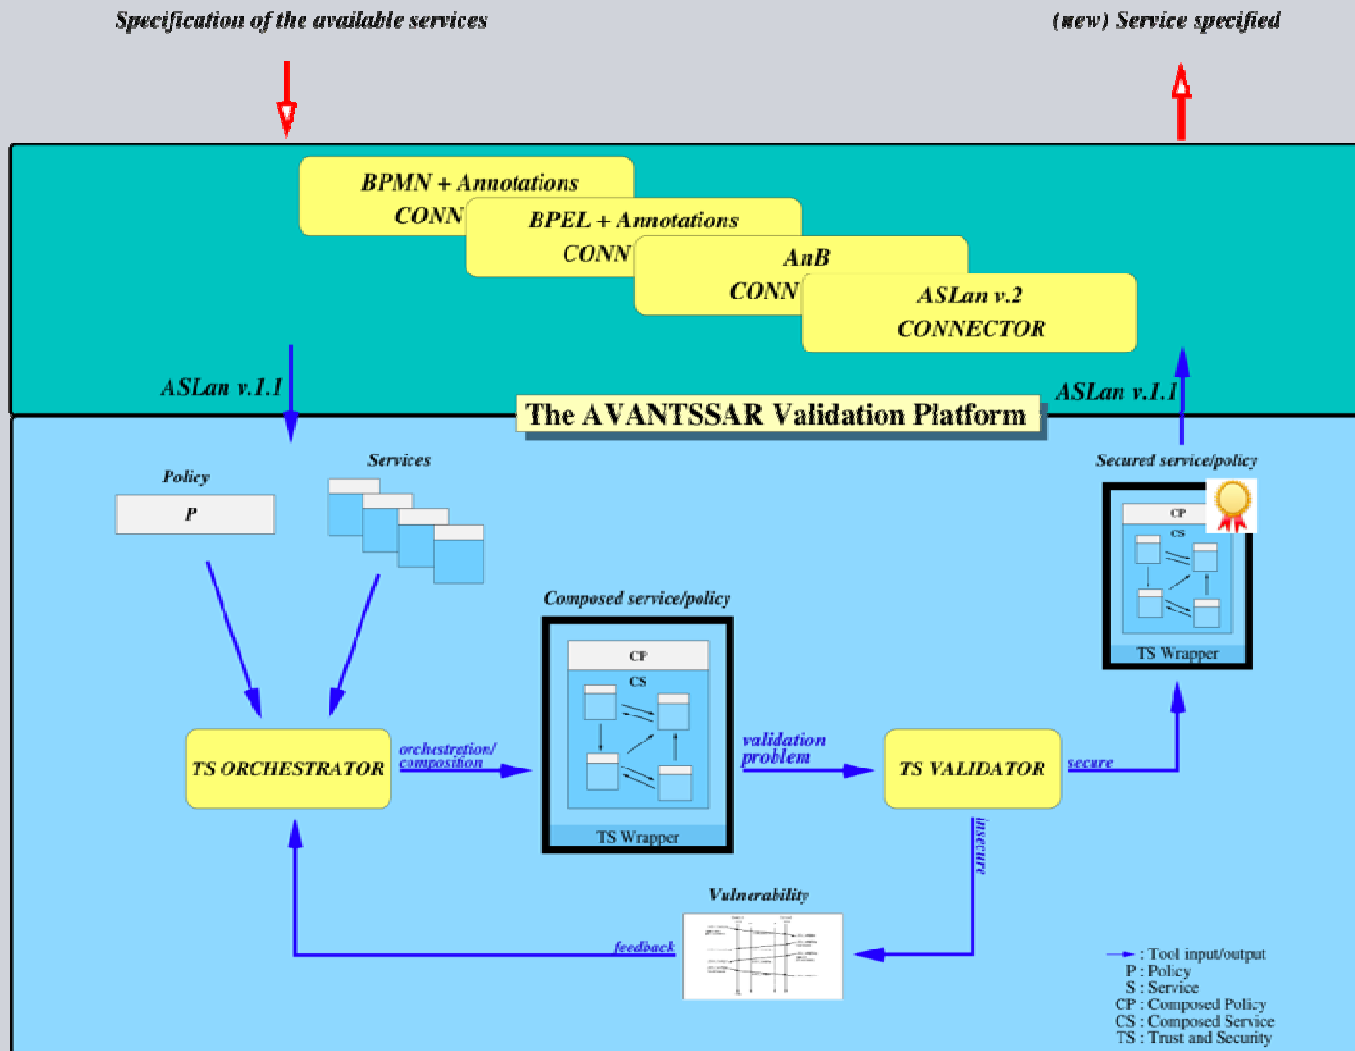 Specification of the available services
(new) Service specified
BPMN + Annotations
CONN
BPEL + Annotations
CONN
AnB
CONN
ASLan v.2
CONNECTOR
ASLan v.1.1
ASLan v.1.1
The AVANTSSAR Validation Platform
Policy
P
Services
Secured service/policy
CP
CS
TS Wrapper
Composed service/policy
CP
CS
TS Wrapper
TS ORCHESTRATOR
orchestration/
composition
validation
problem
TS VALIDATOR
secure
insecure
Vulnerability
feedback
: Tool input/output
P : Policy
S : Service
CP : Composed Policy
CS : Composed Service
TS : Trust and Security